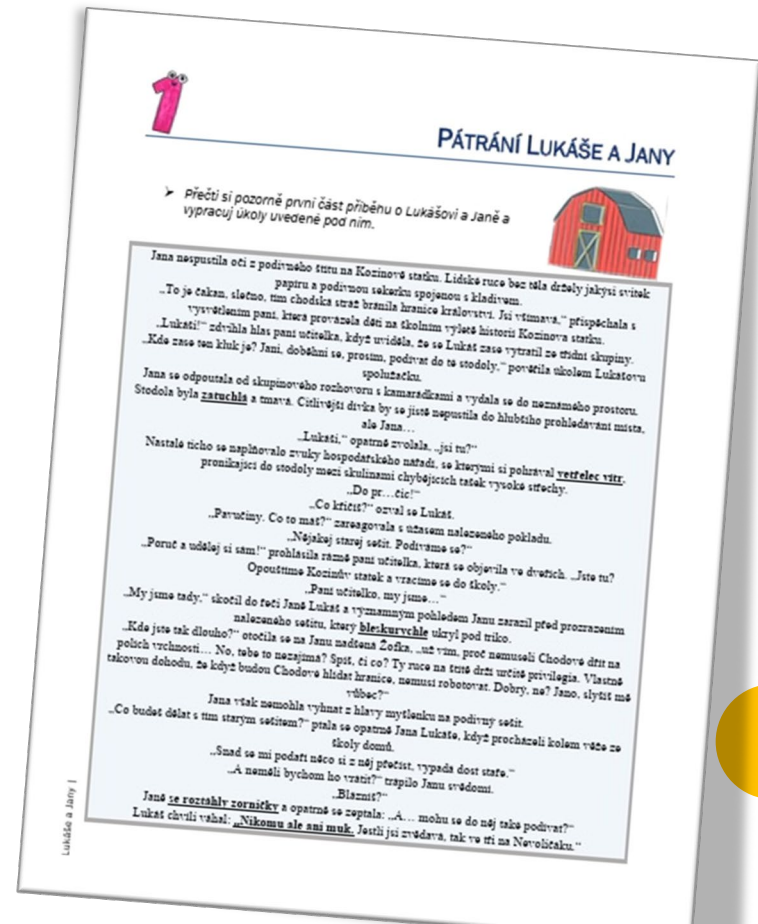 1
PÁTRÁNÍ LUKÁŠE A JANY
➢ Přečti si pozorně první část příběhu o Lukášovi a Janě a
vypracuj úkoly uvedené pod ním.
Jana nespustila oči z podivného štítu na Kozinově statku. Lidské ruce bez těla držely jakýsi svitek
papíru a podivnou sekerku spojenou s kladivem.
„To je čakan, slečno, tím chodská stráž bránila hranice království. Jsi všímavá,“ přispěchala s
vysvětlením paní, která provázela děti na školním výletě historií Kozinova statku.
„Lukáši!“ zdvihla hlas paní učitelka, když uviděla, že se Lukáš zase vytratil ze třídní skupiny.
„Kde zase ten kluk je? Jani, doběhni se, prosím, podívat do té stodoly,“ pověřila úkolem Lukášovu
spolužačku.
Jana se odpoutala od skupinového rozhovoru s kamarádkami a vydala se do neznámého prostoru.
Stodola byla zatuchlá a tmavá. Citlivější dívka by se jistě nepustila do hlubšího prohledávání místa,
ale Jana…
„Lukáši,“ opatrně zvolala, „jsi tu?“
Nastalé ticho se naplňovalo zvuky hospodářského nářadí, se kterými si pohrával vetřelec vítr,
pronikající do stodoly mezi skulinami chybějících tašek vysoké střechy.
„Do pr…čic!“
„Co křičíš?“ ozval se Lukáš.
„Pavučiny. Co to máš?“ zareagovala s úžasem nalezeného pokladu.
„Nějakej starej sešit. Podíváme se?“
„Poruč a udělej si sám!“ prohlásila rázně paní učitelka, která se objevila ve dveřích. „Jste tu?
Opouštíme Kozinův statek a vracíme se do školy.“
„Paní učitelko, my jsme…“
„My jsme tady,“ skočil do řeči Janě Lukáš a významným pohledem Janu zarazil před prozrazením
nalezeného sešitu, který bleskurychle ukryl pod triko.
„Kde jste tak dlouho?“ otočila se na Janu nadšená Žofka, „už vím, proč nemuseli Chodové dřít na
polích vrchnosti… No, tebe to nezajímá? Spíš, či co? Ty ruce na štítě drží určitě privilegia. Vlastně
takovou dohodu, že když budou Chodové hlídat hranice, nemusí robotovat. Dobrý, ne? Jano, slyšíš mě
vůbec?“
Jana však nemohla vyhnat z hlavy myšlenku na podivný sešit.
„Co budeš dělat s tím starým sešitem?“ ptala se opatrně Jana Lukáše, když procházeli kolem věže ze
školy domů.
„Snad se mi podaří něco si z něj přečíst, vypadá dost staře.“
„A neměli bychom ho vrátit?“ trápilo Janu svědomí.
„Blázníš?“
Janě se roztáhly zorničky a opatrně se zeptala: „A… mohu se do něj také podívat?“
Lukáš chvíli váhal: „Nikomu ale ani muk. Jestli jsi zvědavá, tak ve tři na Nevoličáku.“
Lukáše a Jany |